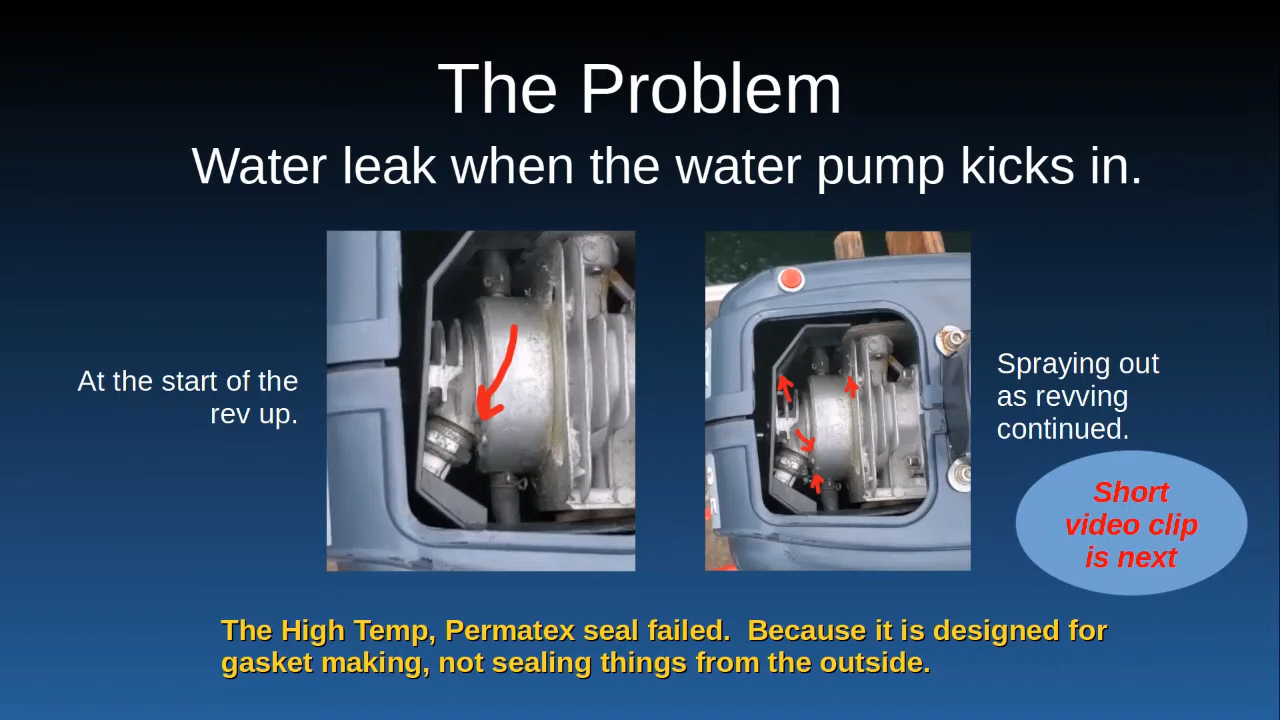 The Problem
Water leak when the water pump kicks in.
At the start of the
rev up.
Spraying out
as revving
continued.
Short
video clip
is next
The High Temp, Permatex seal failed.  Because it is designed for
gasket making, not sealing things from the outside.